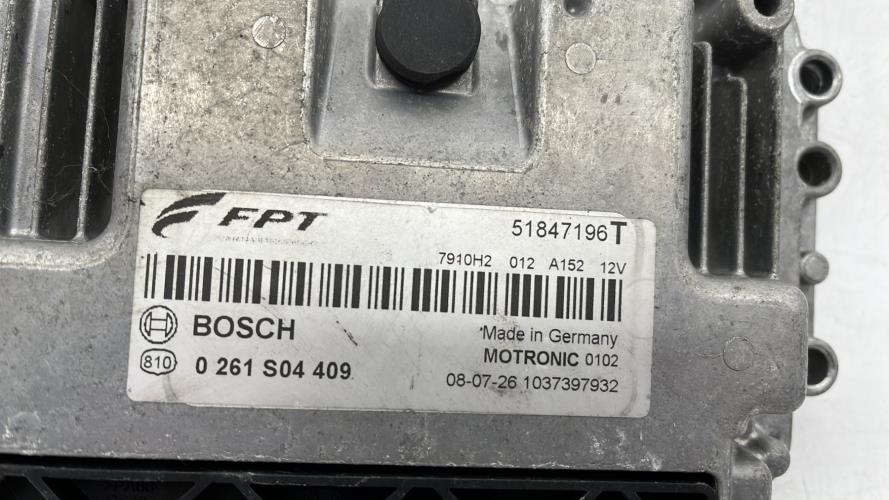 FPT
51847196T
7910H2 012 A152 12V
BOSCH
Made in Germany
MOTRONIC 0102
810
0 261 S04 409
08-07-26 1037397932